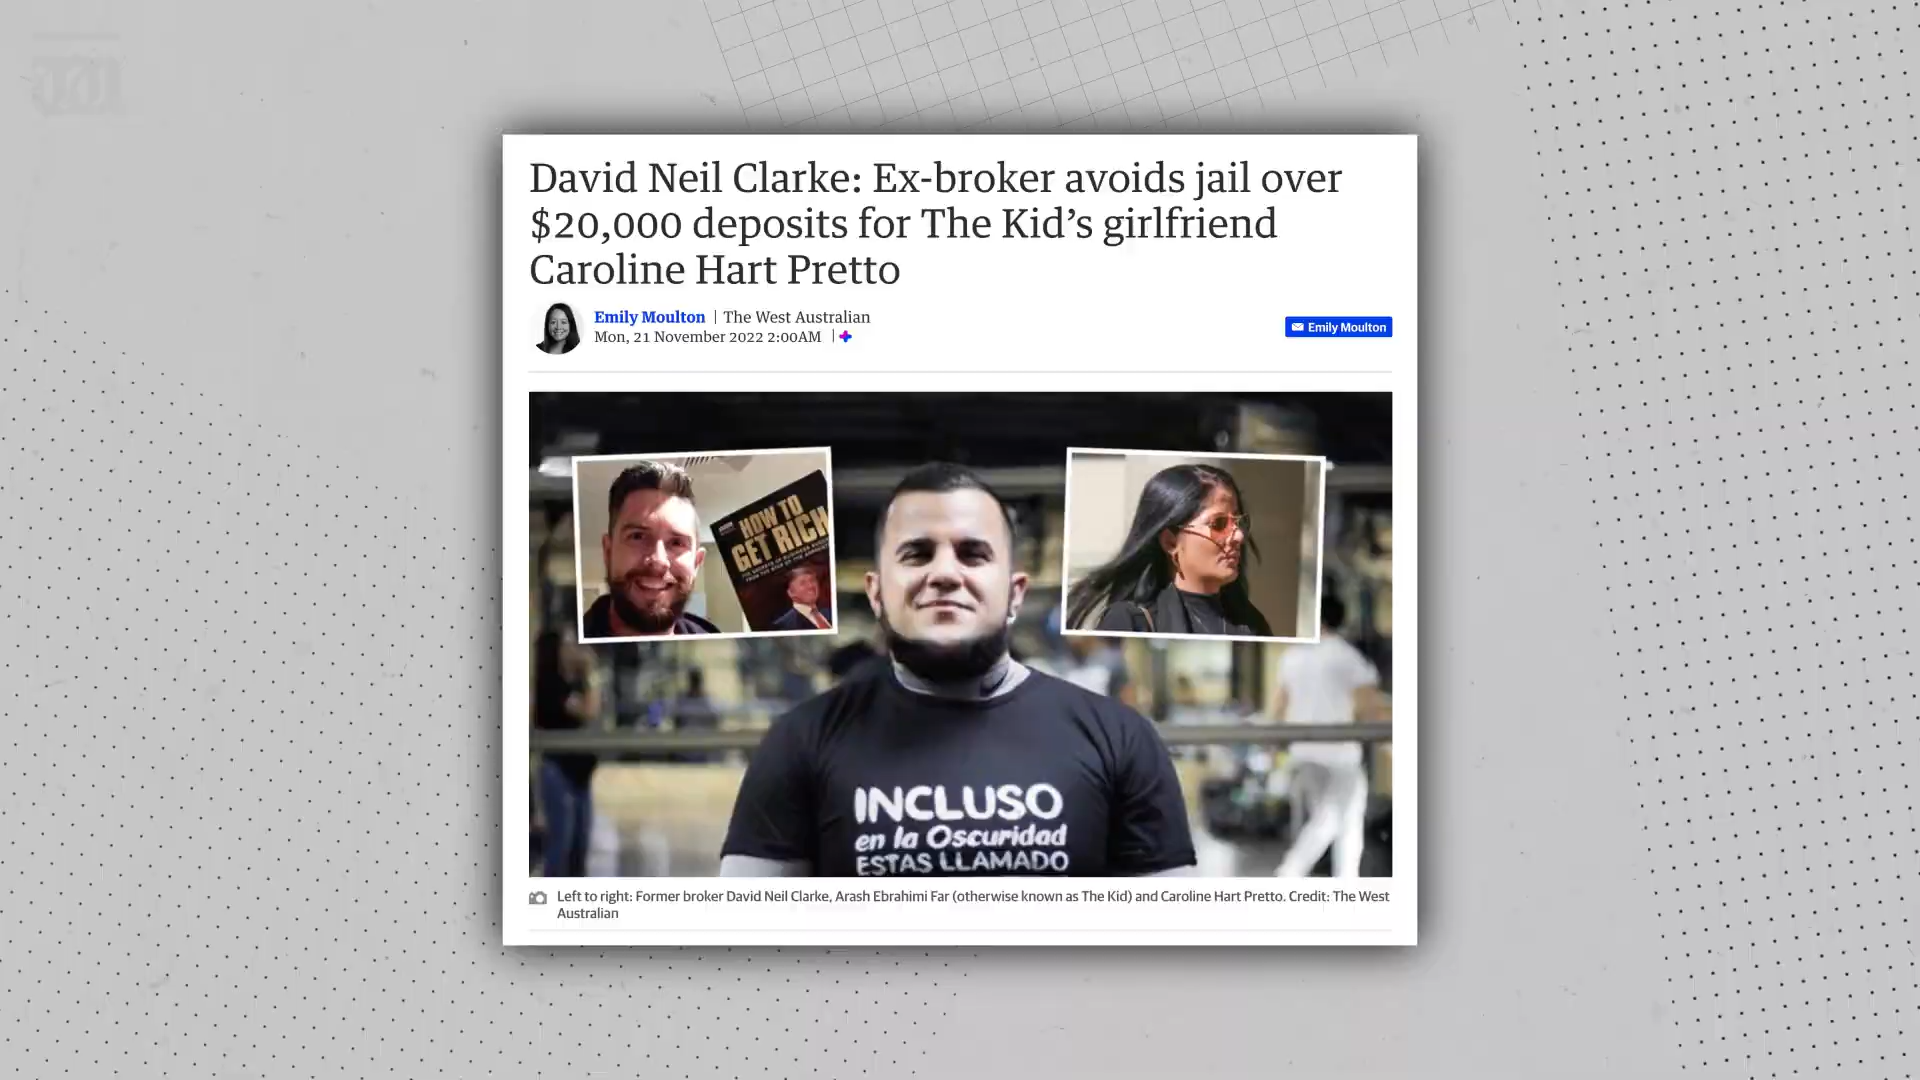 David Neil Clarke: Ex-broker avoids jail over
$20,000 deposits for The Kid’s girlfriend
Caroline Hart Pretto
Emily Moulton | The West Australian
Mon, 21 November 2022 2:00AM |
Emily Moulton
HOW TO
GET RICH
INCLUSO
en la Oscuridad
ESTAS LLAMADO
Left to right: Former broker David Neil Clarke, Arash Ebrahimi Far (otherwise known as The Kid) and Caroline Hart Pretto. Credit: The West
Australian